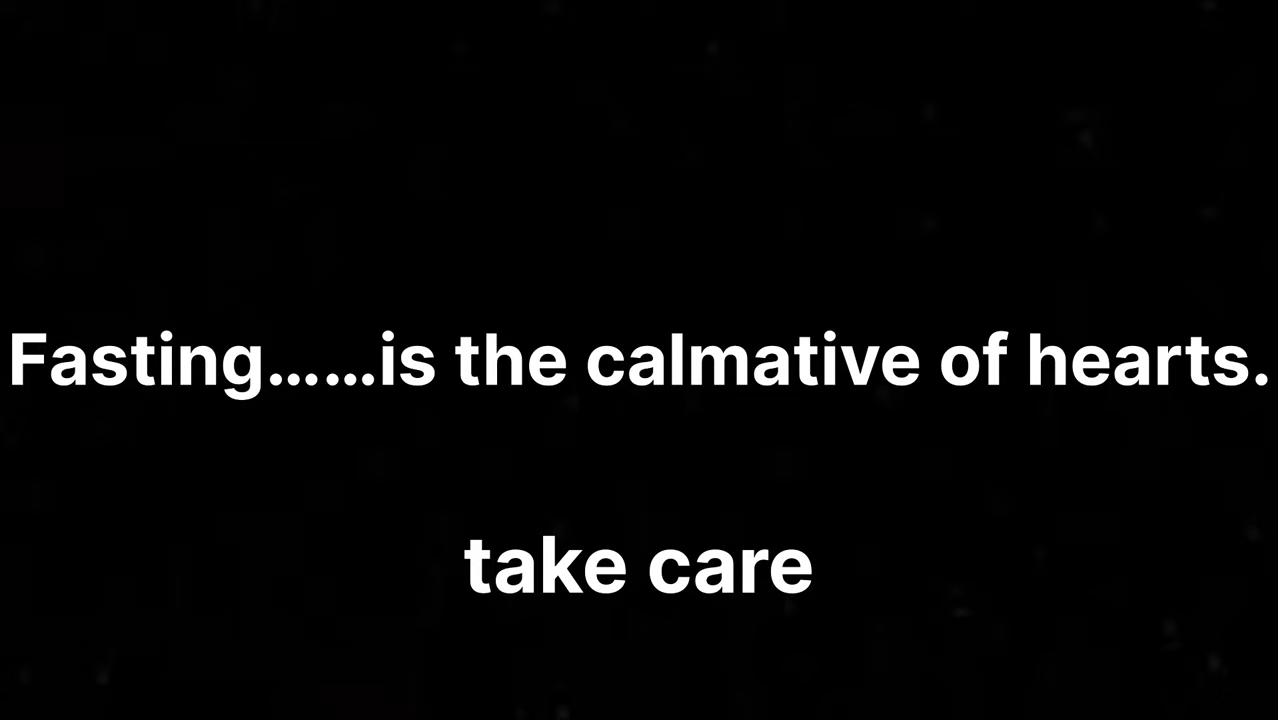 Fasting......is the calmative of hearts.
take care